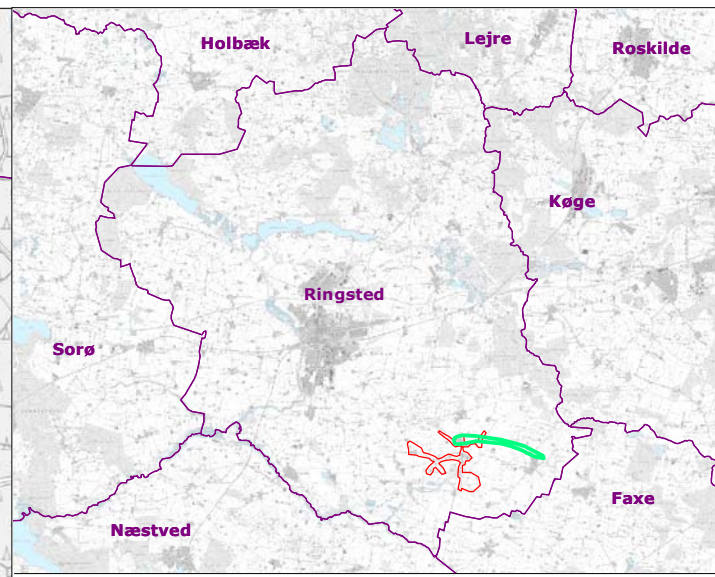 Holbæk
Lejre
Roskilde
Køge
Ringsted
Sorø
Næstved
Faxe